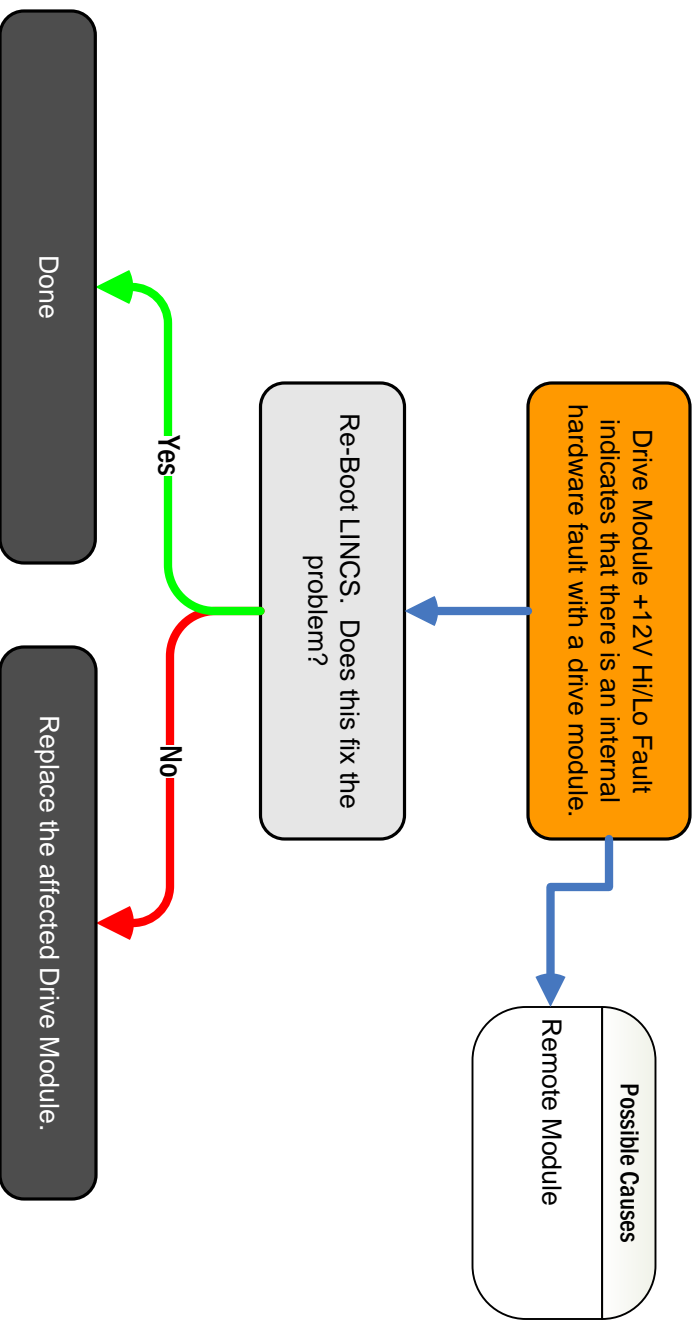 Drive Module +12V Hi/Lo Fault
indicates that there is an internal
hardware fault with a drive module.
Possible Causes
Remote Module
Re-Boot LINCS.  Does this fix the
problem?
Yes
No
Done
Replace the affected Drive Module.